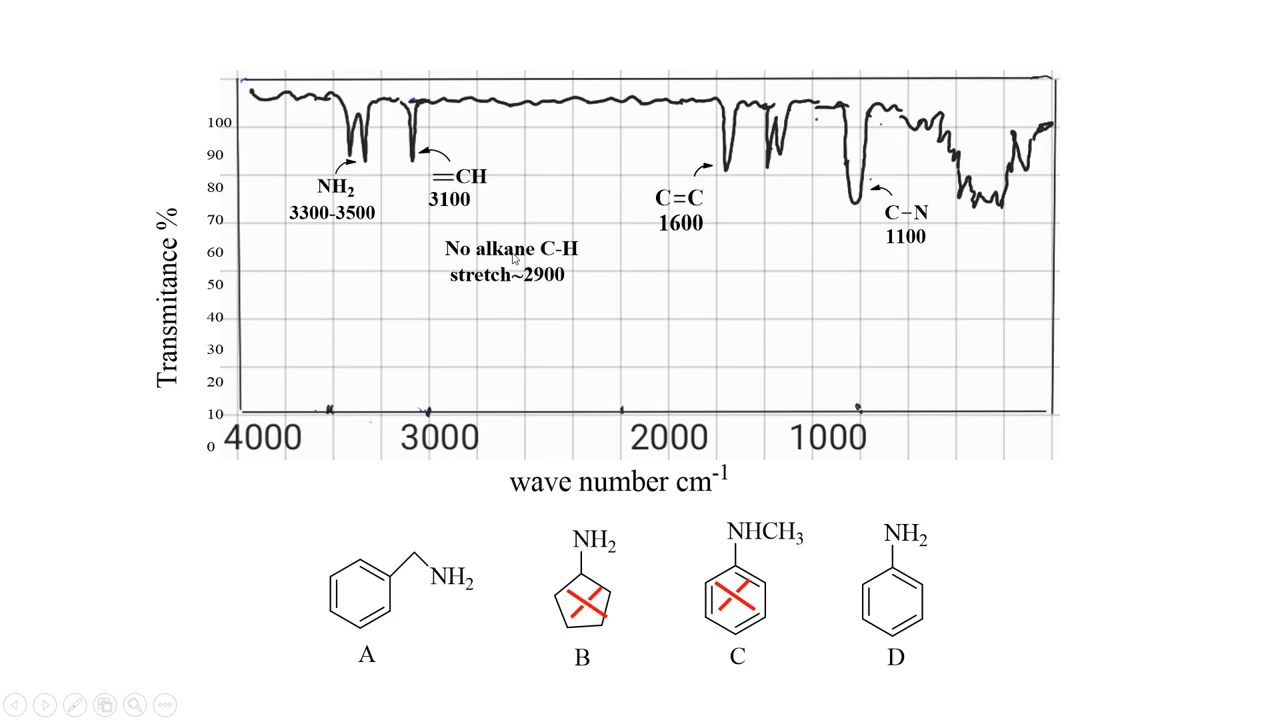 100
90
80
70
60
50
40
30
20
10
0
Transmitance %
NH2
3300-3500
=CH
3100
No alkane C-H
stretch~2900
C=C
1600
C-N
1100
4000 3000 2000 1000
wave number cm-1
NH2
A
NH2
B
NHCH3
C
NH2
D